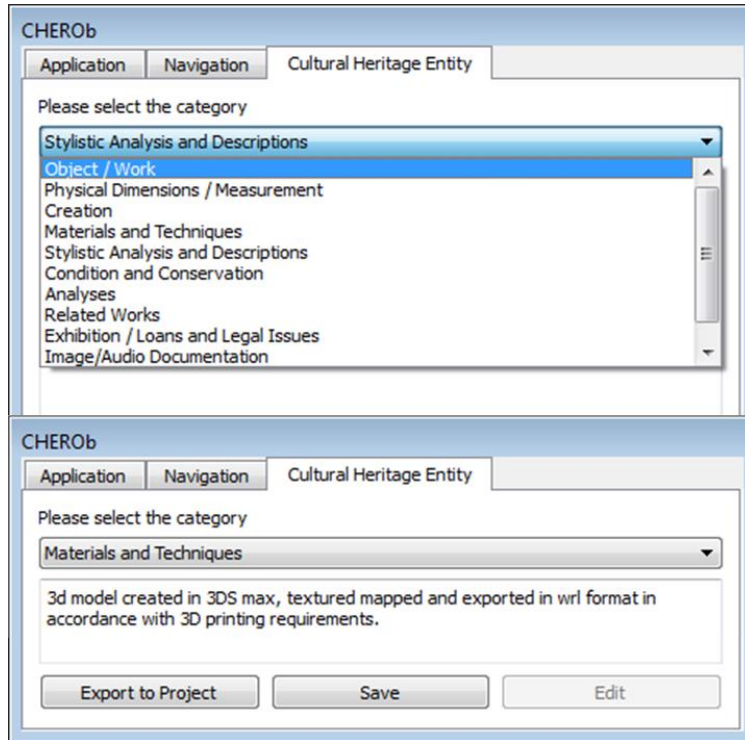 CHEROb
Application Navigation Cultural Heritage Entity
Please select the category
Stylistic Analysis and Descriptions
Object / Work
Physical Dimensions / Measurement
Creation
Materials and Techniques
Stylistic Analysis and Descriptions
Condition and Conservation
Analyses
Related Works
Exhibition / Loans and Legal Issues
Image/Audio Documentation
CHEROb
Application Navigation Cultural Heritage Entity
Please select the category
Materials and Techniques
3d model created in 3DS max, textured mapped and exported in wrl format in
accordance with 3D printing requirements.
Export to Project Save Edit